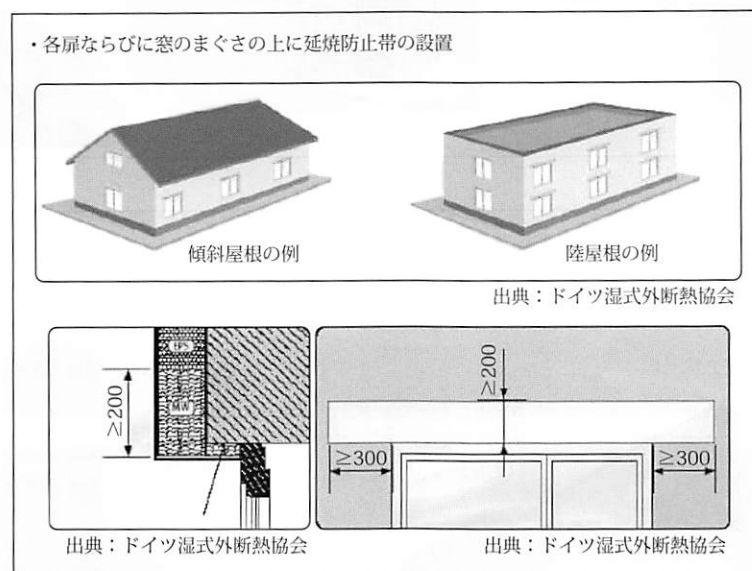 ・各扉ならびに窓のまぐさの上に延焼防止帯の設置
傾斜屋根の例
陸屋根の例
出典：ドイツ湿式外断熱協会
EPS
≥200
MW
≥200
≥300
≥300
出典：ドイツ湿式外断熱協会
出典：ドイツ湿式外断熱協会